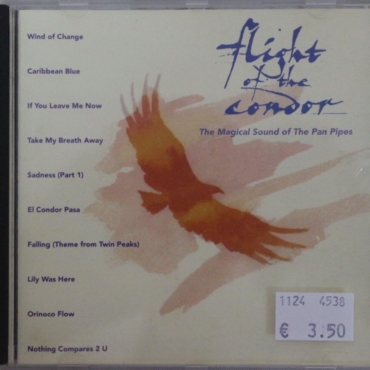 Wind of Change
Caribbean Blue
If You Leave Me Now
Take My Breath Away
Sadness (Part 1)
El Condor Pasa
Falling (Theme from Twin Peaks)
Lily Was Here
Orinoco Flow
Nothing Compares 2 U
flight
of the
condor
The Magical Sound of The Pan Pipes
1124 4538
€ 3.50